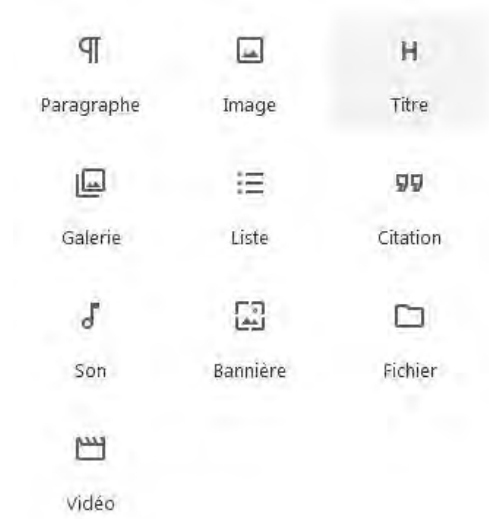 Paragraphe Image Titre
Galerie Liste Citation
Son Bannière Fichier
Vidéo